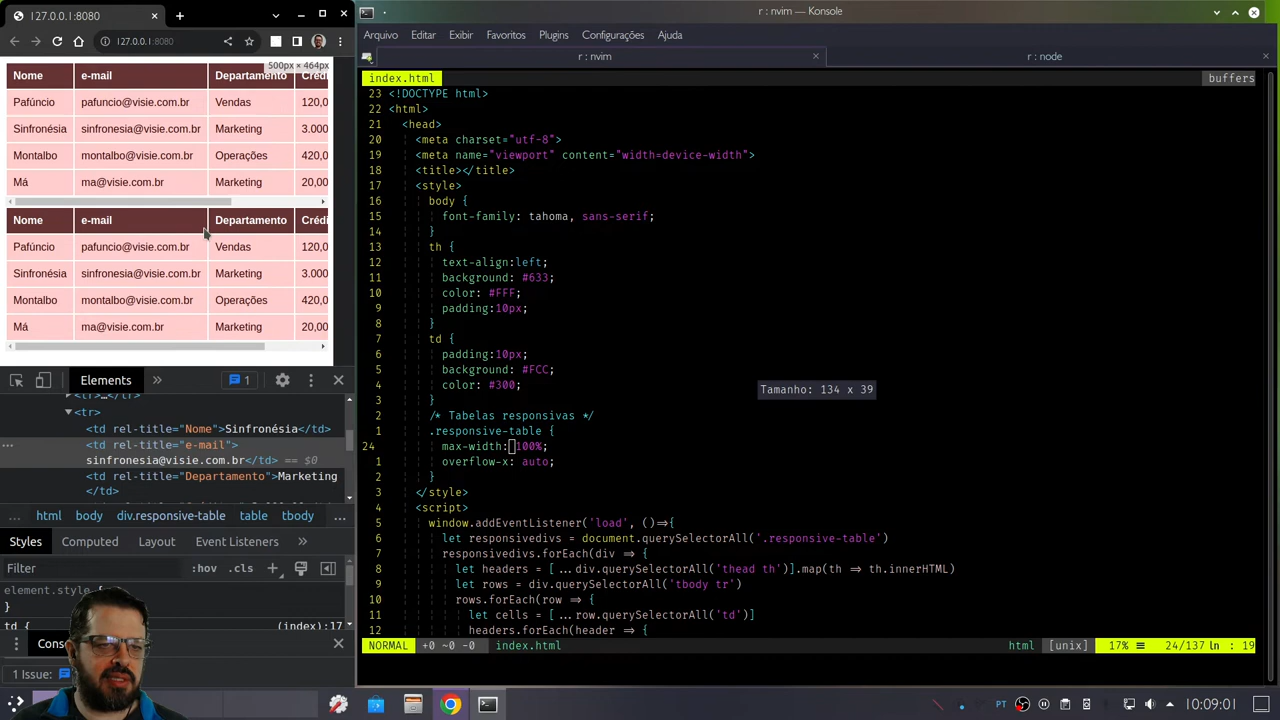 127.0.0.1:8080
127.0.0.1:8080
500px × 464px
Nome e-mail Departamento Crédi
Pafúncio pafuncio@visie.com.br Vendas 120,0
Sinfronésia sinfronesia@visie.com.br Marketing 3.000
Montalbo montalbo@visie.com.br Operações 420,0
Má ma@visie.com.br Marketing 20,00
Nome e-mail Departamento Crédi
Pafúncio pafuncio@visie.com.br Vendas 120,0
Sinfronésia sinfronesia@visie.com.br Marketing 3.000
Montalbo montalbo@visie.com.br Operações 420,0
Má ma@visie.com.br Marketing 20,00
Elements » 1
<tr>…</tr>
<tr>
<td rel-title="Nome">Sinfronésia</td>
<td rel-title="e-mail">
sinfronesia@visie.com.br</td> == $0
<td rel-title="Departamento">Marketing
</td>
… html body div.responsive-table table tbody …
Styles Computed Layout Event Listeners »
Filter :hov .cls +
element.style {
}
td { (index):17
Cons
1 Issue:
r : nvim — Konsole
Arquivo Editar Exibir Favoritos Plugins Configurações Ajuda
r : nvim r : node
index.html buffers
23 <!DOCTYPE html>
22 <html>
21 <head>
20 <meta charset="utf-8">
19 <meta name="viewport" content="width=device-width">
18 <title></title>
17 <style>
16 body {
15 font-family: tahoma, sans-serif;
14 }
13 th {
12 text-align:left;
11 background: #633;
10 color: #FFF;
9 padding:10px;
8 }
7 td {
6 padding:10px;
5 background: #FCC;
4 color: #300;
3 }
2 /* Tabelas responsivas */
1 .responsive-table {
24 max-width: 100%;
1 overflow-x: auto;
2 }
3 </style>
4 <script>
5 window.addEventListener('load', ()⇒{
6 let responsivedivs = document.querySelectorAll('.responsive-table')
7 responsivedivs.forEach(div ⇒ {
8 let headers = [...div.querySelectorAll('thead th')].map(th ⇒ th.innerHTML)
9 let rows = div.querySelectorAll('tbody tr')
10 rows.forEach(row ⇒ {
11 let cells = [...row.querySelectorAll('td')]
12 headers.forEach(header ⇒ {
Tamanho: 134 x 39
NORMAL +0 ~0 -0 index.html html [unix] 17% ≡ 24/137 ln : 19
PT 10:09:01